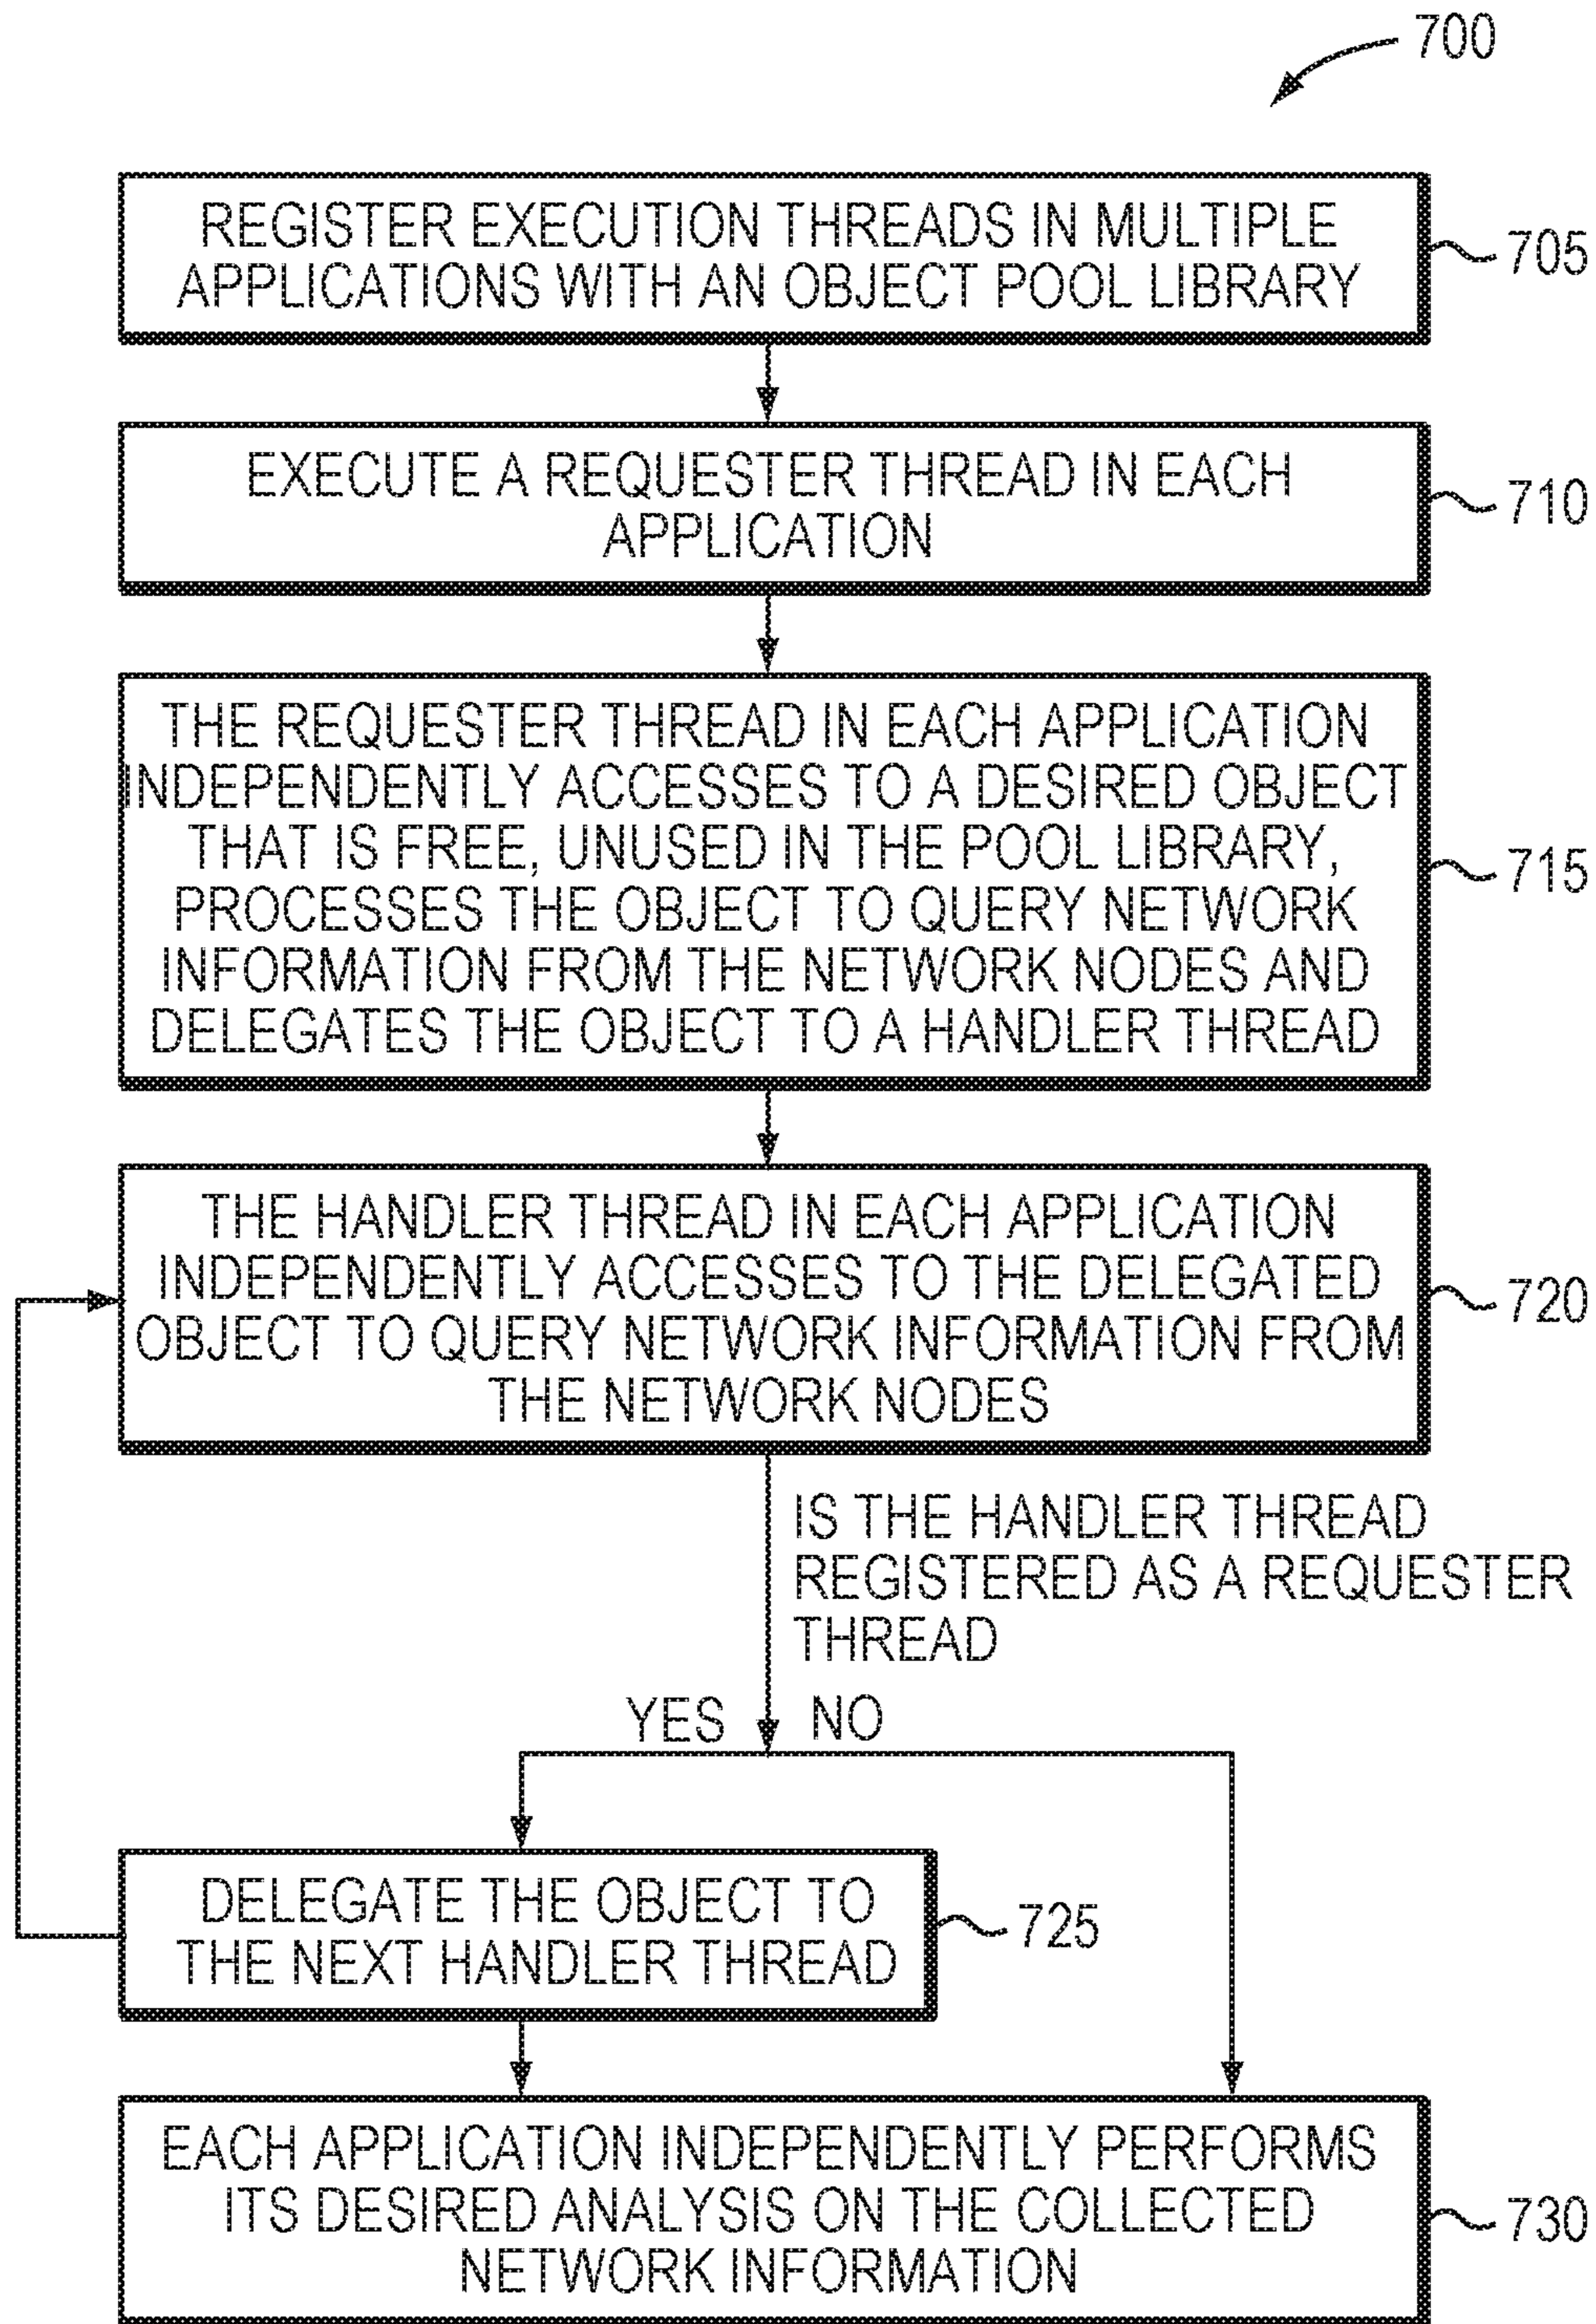 700
REGISTER EXECUTION THREADS IN MULTIPLE
APPLICATIONS WITH AN OBJECT POOL LIBRARY
705
EXECUTE A REQUESTER THREAD IN EACH
APPLICATION
710
THE REQUESTER THREAD IN EACH APPLICATION
INDEPENDENTLY ACCESSES TO A DESIRED OBJECT
THAT IS FREE, UNUSED IN THE POOL LIBRARY,
PROCESSES THE OBJECT TO QUERY NETWORK
INFORMATION FROM THE NETWORK NODES AND
DELEGATES THE OBJECT TO A HANDLER THREAD
715
THE HANDLER THREAD IN EACH APPLICATION
INDEPENDENTLY ACCESSES TO THE DELEGATED
OBJECT TO QUERY NETWORK INFORMATION FROM
THE NETWORK NODES
720
IS THE HANDLER THREAD
REGISTERED AS A REQUESTER
THREAD
YES NO
DELEGATE THE OBJECT TO
THE NEXT HANDLER THREAD
725
EACH APPLICATION INDEPENDENTLY PERFORMS
ITS DESIRED ANALYSIS ON THE COLLECTED
NETWORK INFORMATION
730